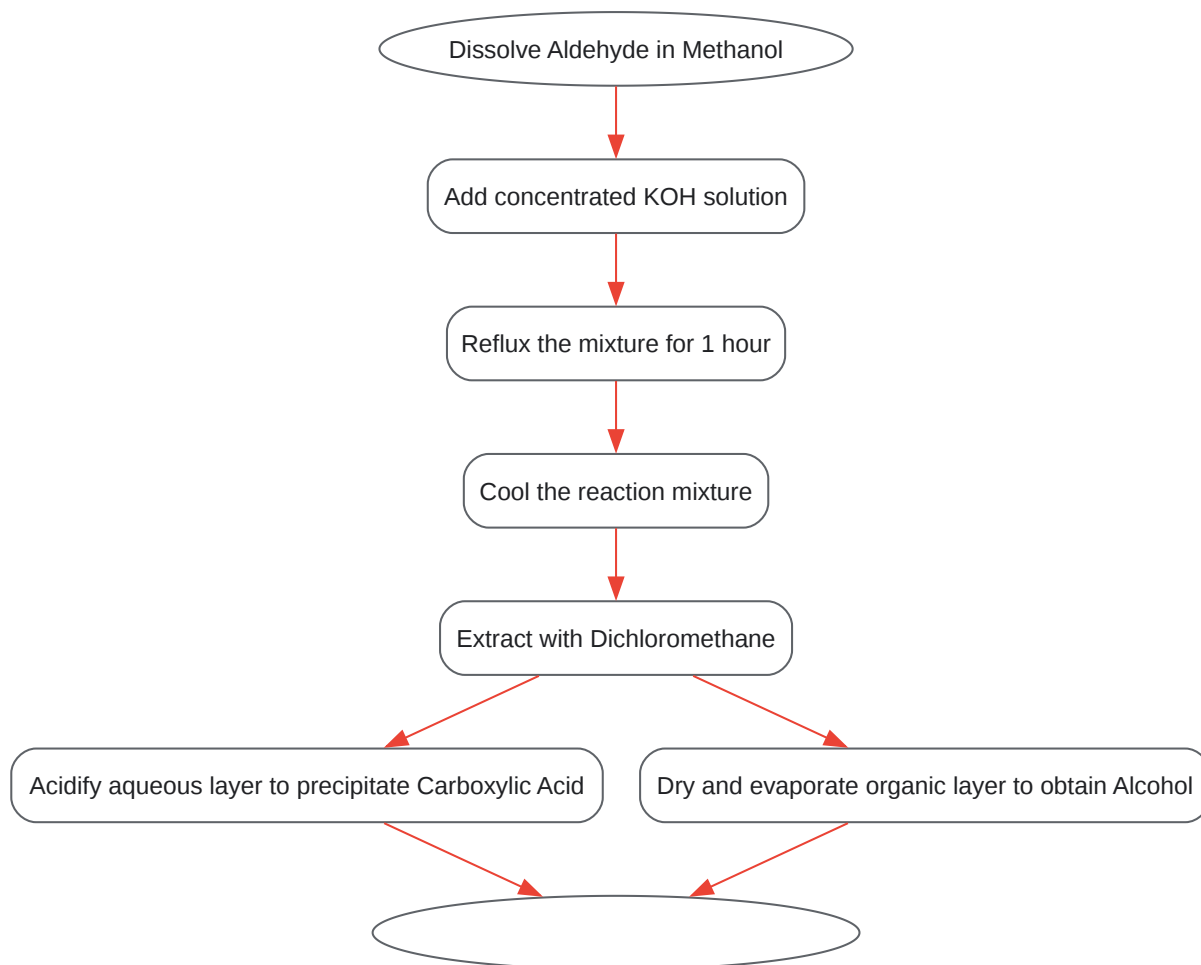 Dissolve Aldehyde in Methanol
Add concentrated KOH solution
Reflux the mixture for 1 hour
Cool the reaction mixture
Extract with Dichloromethane
Acidify aqueous layer to precipitate Carboxylic Acid
Dry and evaporate organic layer to obtain Alcohol